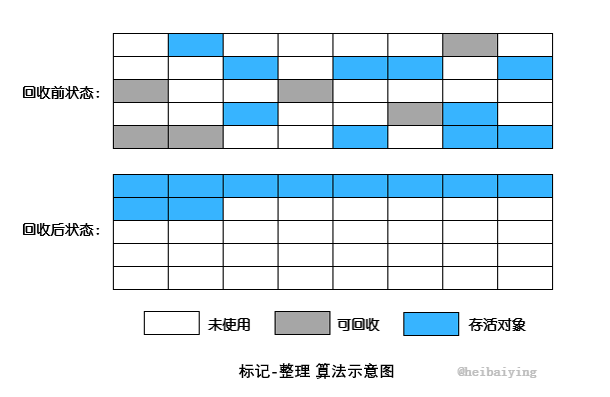 回收前状态：
回收后状态：
未使用
可回收
存活对象
标记-整理 算法示意图
@heibaiying